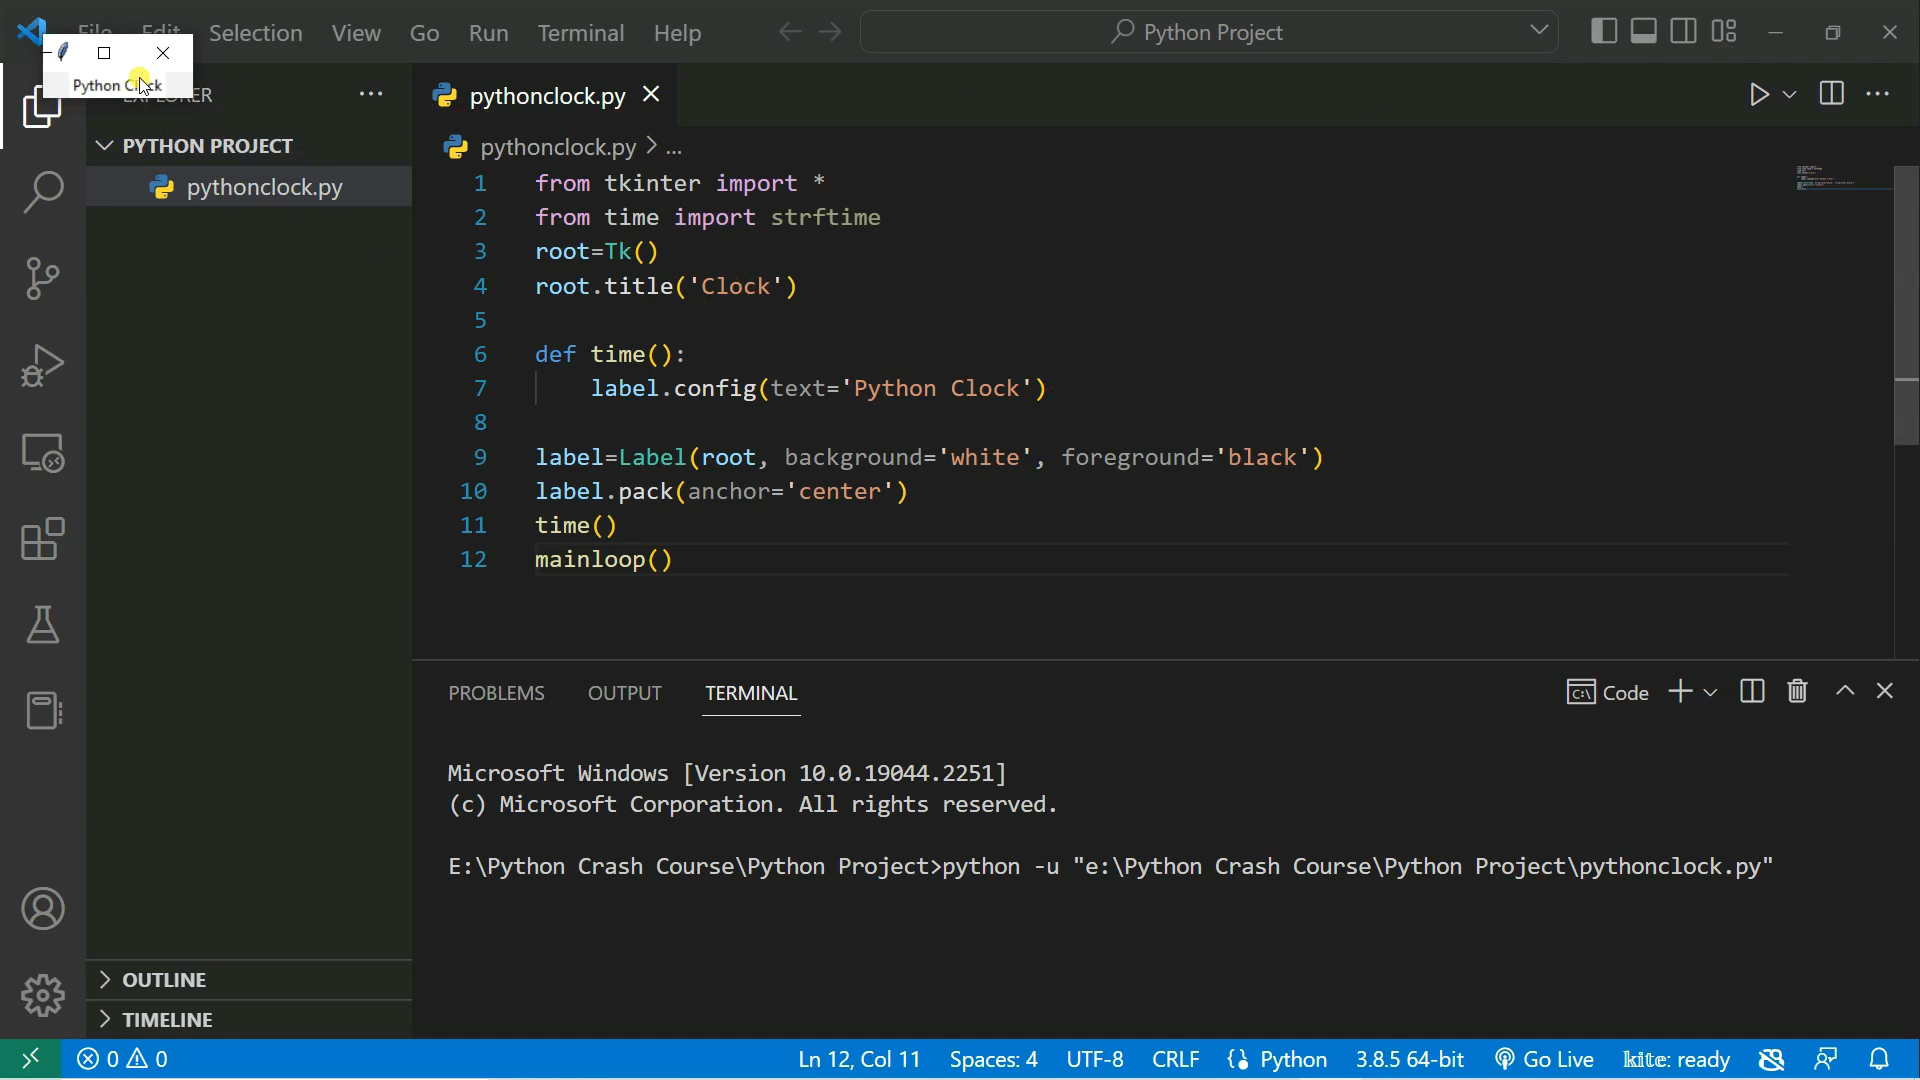 File Edit Selection View Go Run Terminal Help
Python Project
Python Clock
EXPLORER
pythonclock.py
PYTHON PROJECT
pythonclock.py
pythonclock.py > ...
1 from tkinter import *
2 from time import strftime
3 root=Tk()
4 root.title('Clock')
5
6 def time():
7 label.config(text='Python Clock')
8
9 label=Label(root, background='white', foreground='black')
10 label.pack(anchor='center')
11 time()
12 mainloop()
PROBLEMS OUTPUT TERMINAL
Code
Microsoft Windows [Version 10.0.19044.2251]
(c) Microsoft Corporation. All rights reserved.
E:\Python Crash Course\Python Project>python -u "e:\Python Crash Course\Python Project\pythonclock.py"
OUTLINE
TIMELINE
0 0
Ln 12, Col 11 Spaces: 4 UTF-8 CRLF Python 3.8.5 64-bit Go Live kite: ready